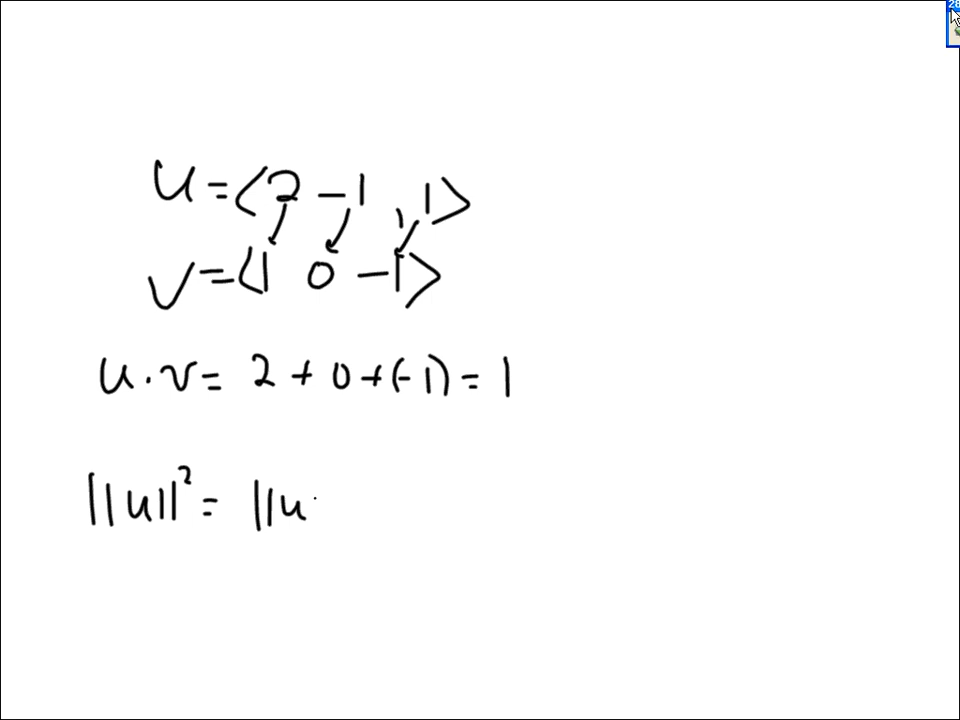 u = <2 -1, 1>
v = <1 0 -1>
u · v = 2 + 0 + (-1) = 1
||u||² = ||u